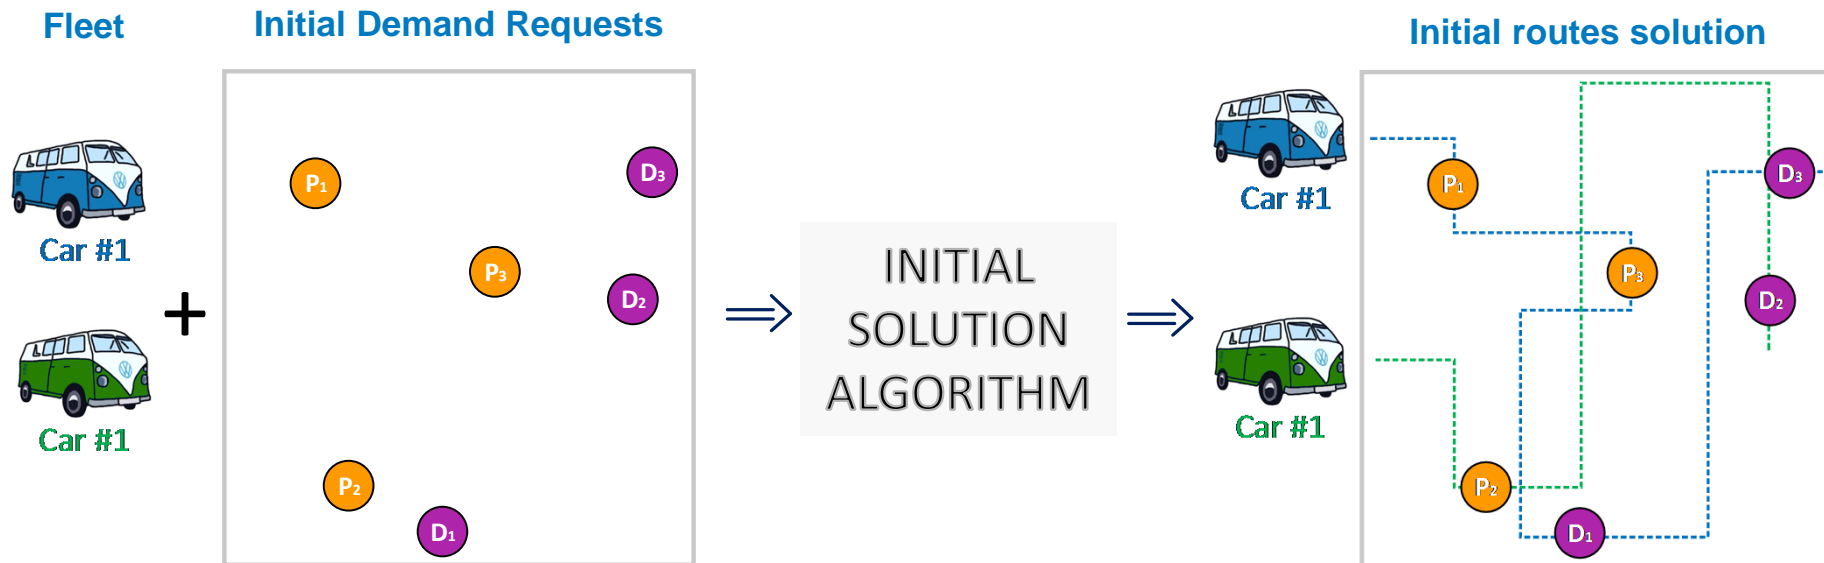 Fleet
Initial Demand Requests
Initial routes solution
Car #1
+
Car #1
P₁
D₃
P₃
D₂
P₂
D₁
INITIAL
SOLUTION
ALGORITHM
Car #1
Car #1
P₁
D₃
P₃
D₂
P₂
D₁